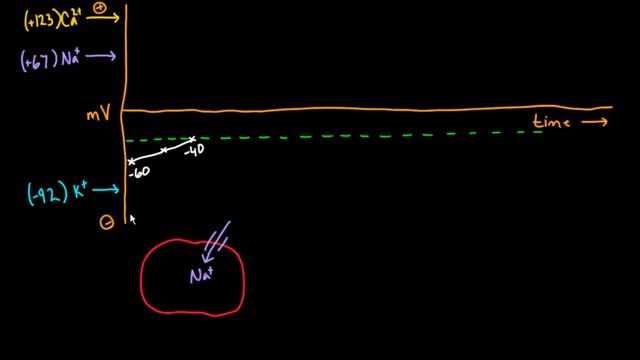 (+123) Ca²⁺ → +
(+67) Na⁺ →
mV
time →
-40
-60
(-92) K⁺ →
−
Na⁺